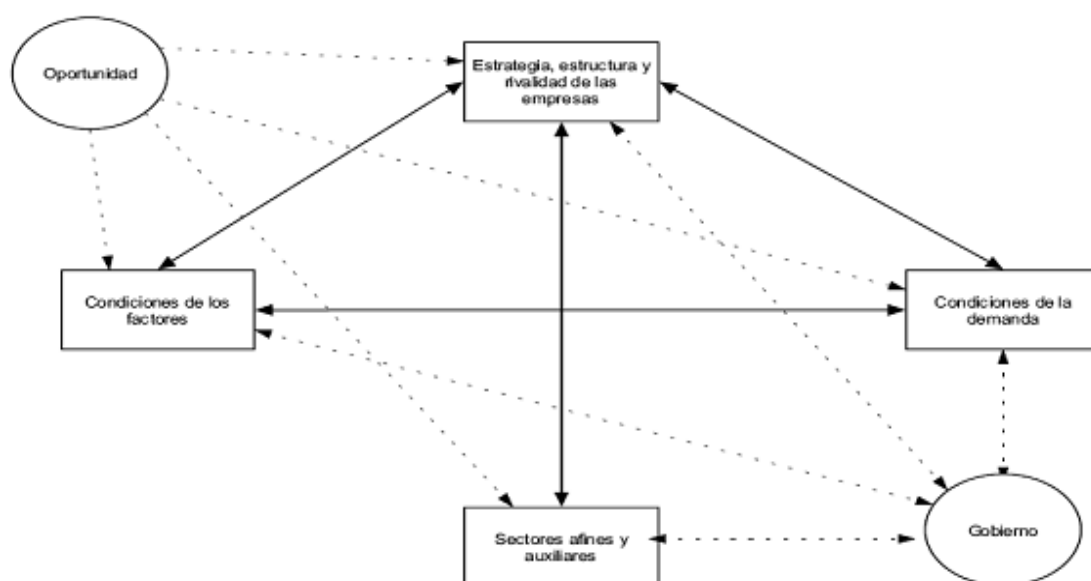 Oportunidad
Estrategia, estructura y
rivalidad de las
empresas
Condiciones de los
factores
Condiciones de la
demanda
Sectores afines y
auxiliares
Gobierno